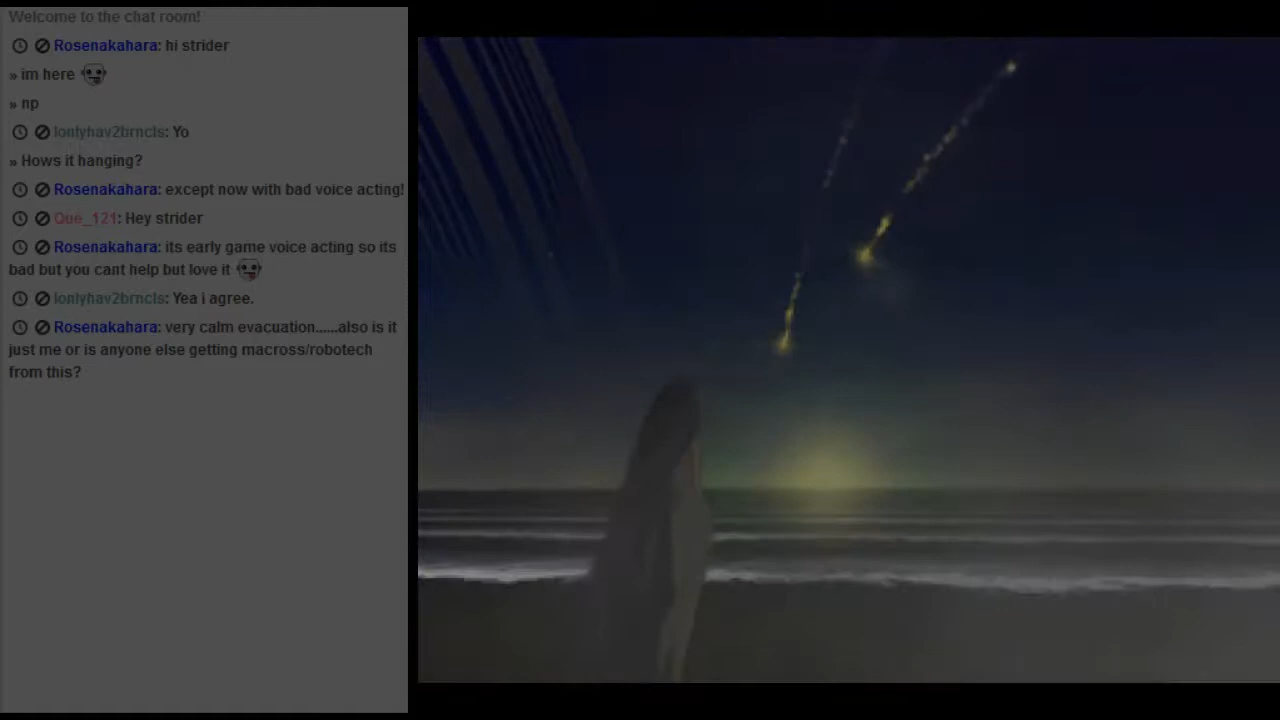 Welcome to the chat room!
Rosenakahara: hi strider
» im here
» np
lonlyhav2brncls: Yo
» Hows it hanging?
Rosenakahara: except now with bad voice acting!
Que_121: Hey strider
Rosenakahara: its early game voice acting so its
bad but you cant help but love it
lonlyhav2brncls: Yea i agree.
Rosenakahara: very calm evacuation......also is it
just me or is anyone else getting macross/robotech
from this?